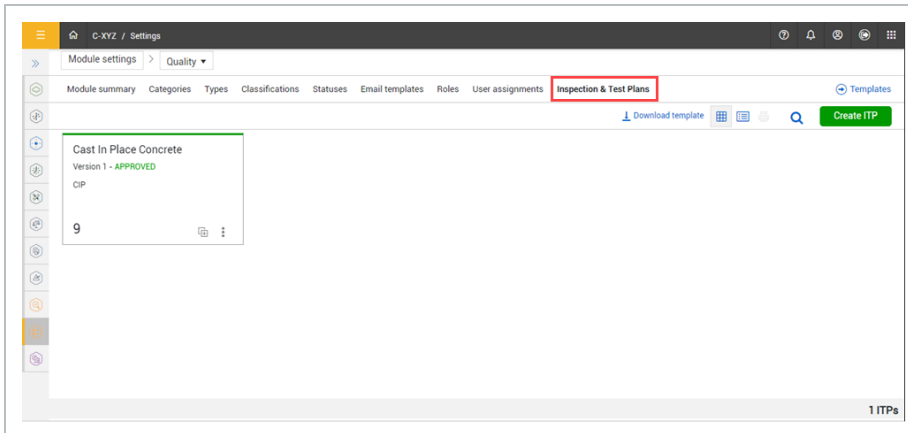 C-XYZ / Settings
Module settings > Quality
Module summary Categories Types Classifications Statuses Email templates Roles User assignments Inspection & Test Plans Templates
Download template Create ITP
Cast In Place Concrete
Version 1 - APPROVED
CIP
9
1 ITPs